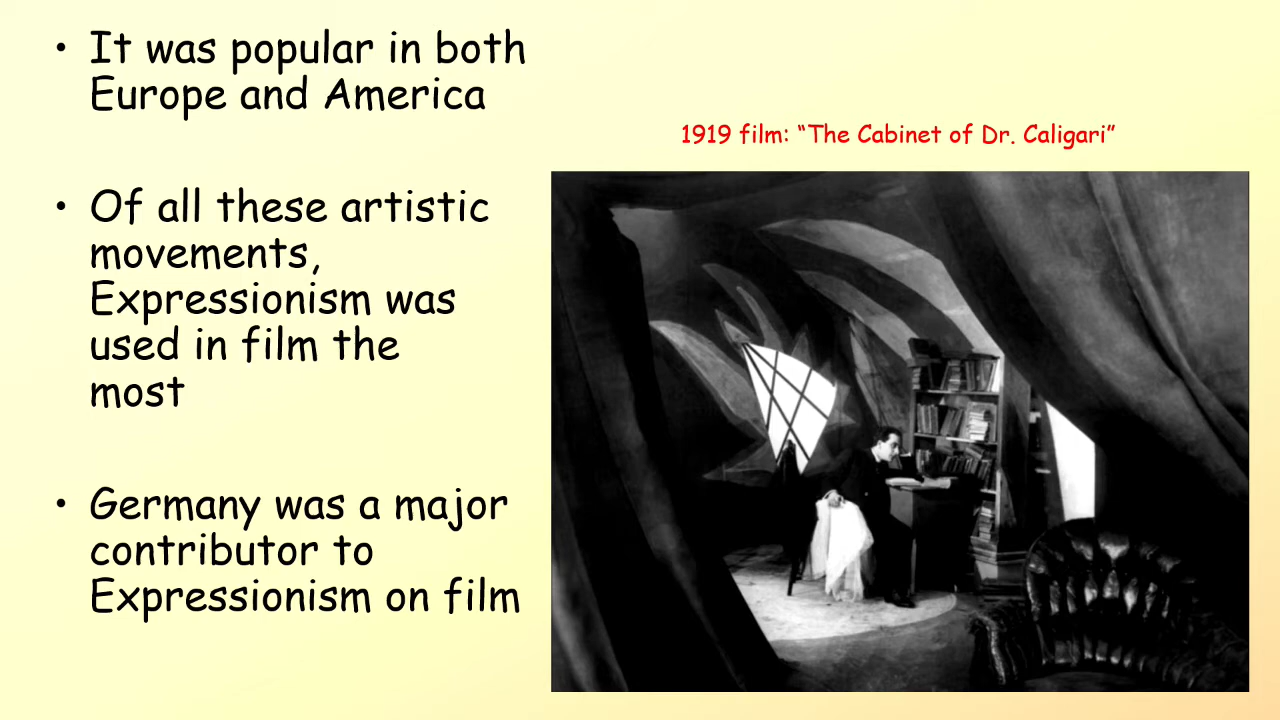 • It was popular in both
Europe and America
1919 film: “The Cabinet of Dr. Caligari”
• Of all these artistic
movements,
Expressionism was
used in film the
most
• Germany was a major
contributor to
Expressionism on film